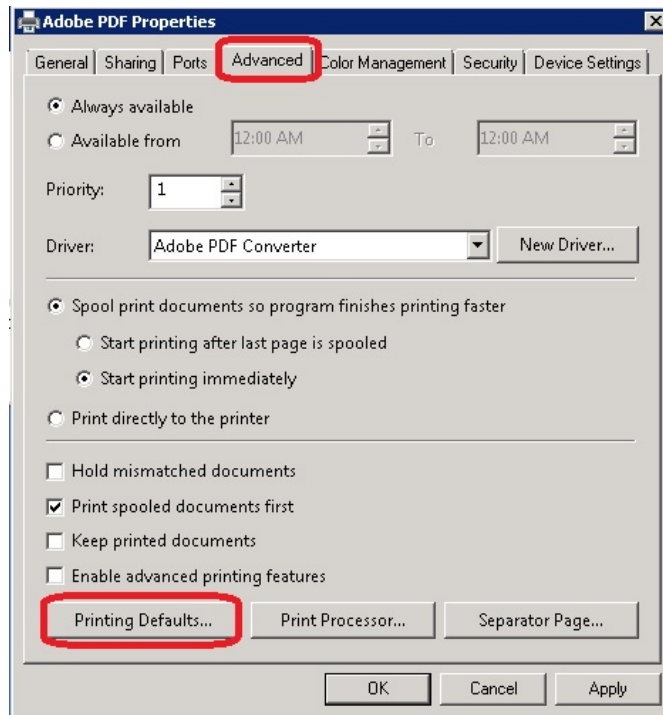 Adobe PDF Properties
General Sharing Ports Advanced Color Management Security Device Settings
Always available
Available from 12:00 AM To 12:00 AM
Priority: 1
Driver: Adobe PDF Converter New Driver...
Spool print documents so program finishes printing faster
Start printing after last page is spooled
Start printing immediately
Print directly to the printer
Hold mismatched documents
Print spooled documents first
Keep printed documents
Enable advanced printing features
Printing Defaults... Print Processor... Separator Page...
OK Cancel Apply